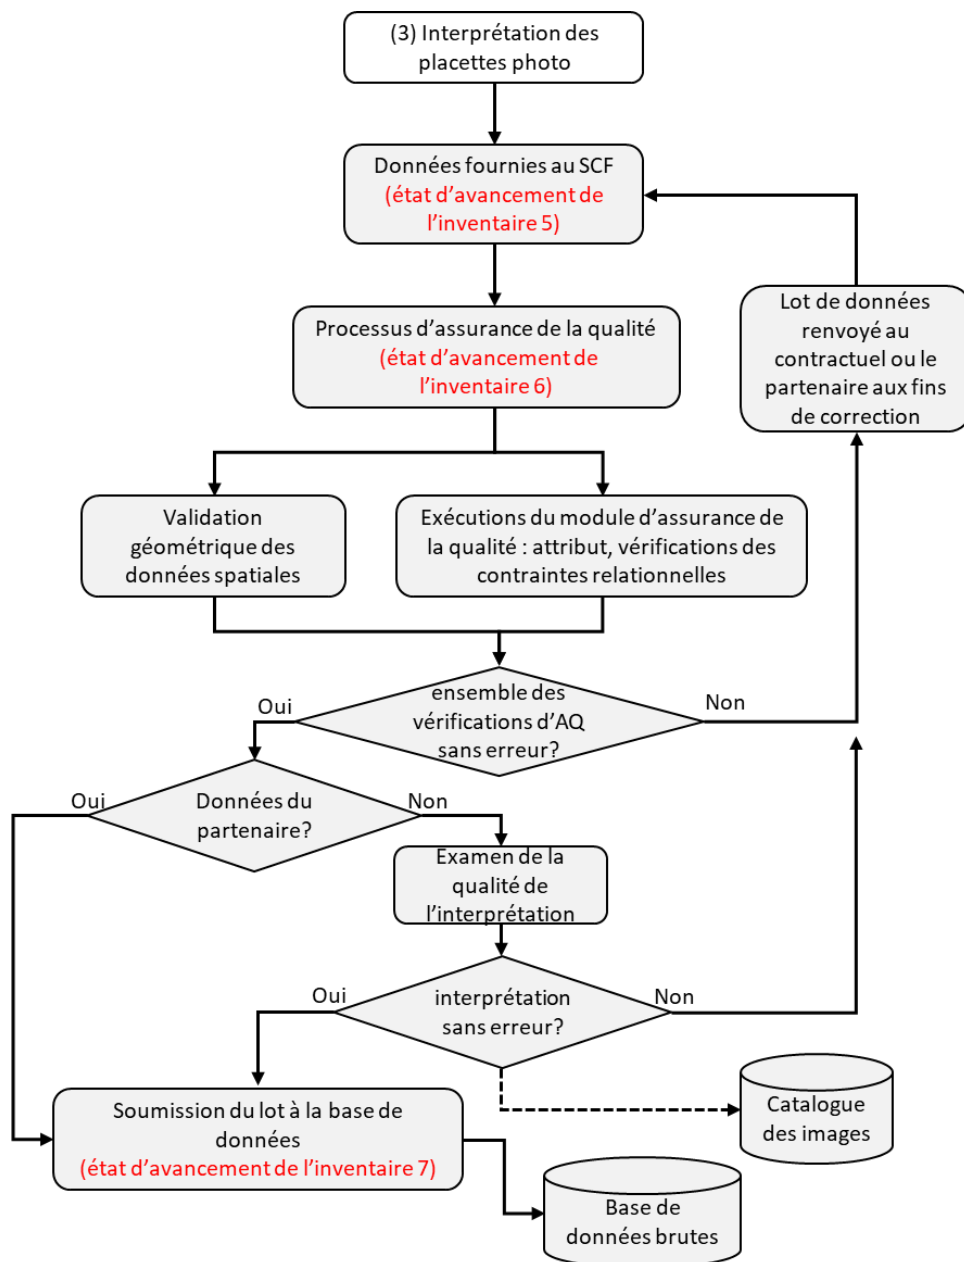 (3) Interprétation des
placettes photo
Données fournies au SCF
(état d'avancement de
l'inventaire 5)
Processus d'assurance de la qualité
(état d'avancement de
l'inventaire 6)
Lot de données
renvoyé au
contractuel ou le
partenaire aux fins
de correction
Validation
géométrique des
données spatiales
Exécutions du module d'assurance de
la qualité : attribut, vérifications des
contraintes relationnelles
ensemble des
vérifications d'AQ
sans erreur?
Oui
Non
Données du
partenaire?
Oui
Non
Examen de la
qualité de
l'interprétation
interprétation
sans erreur?
Oui
Non
Soumission du lot à la base de
données
(état d'avancement de l'inventaire 7)
Catalogue
des images
Base de
données brutes